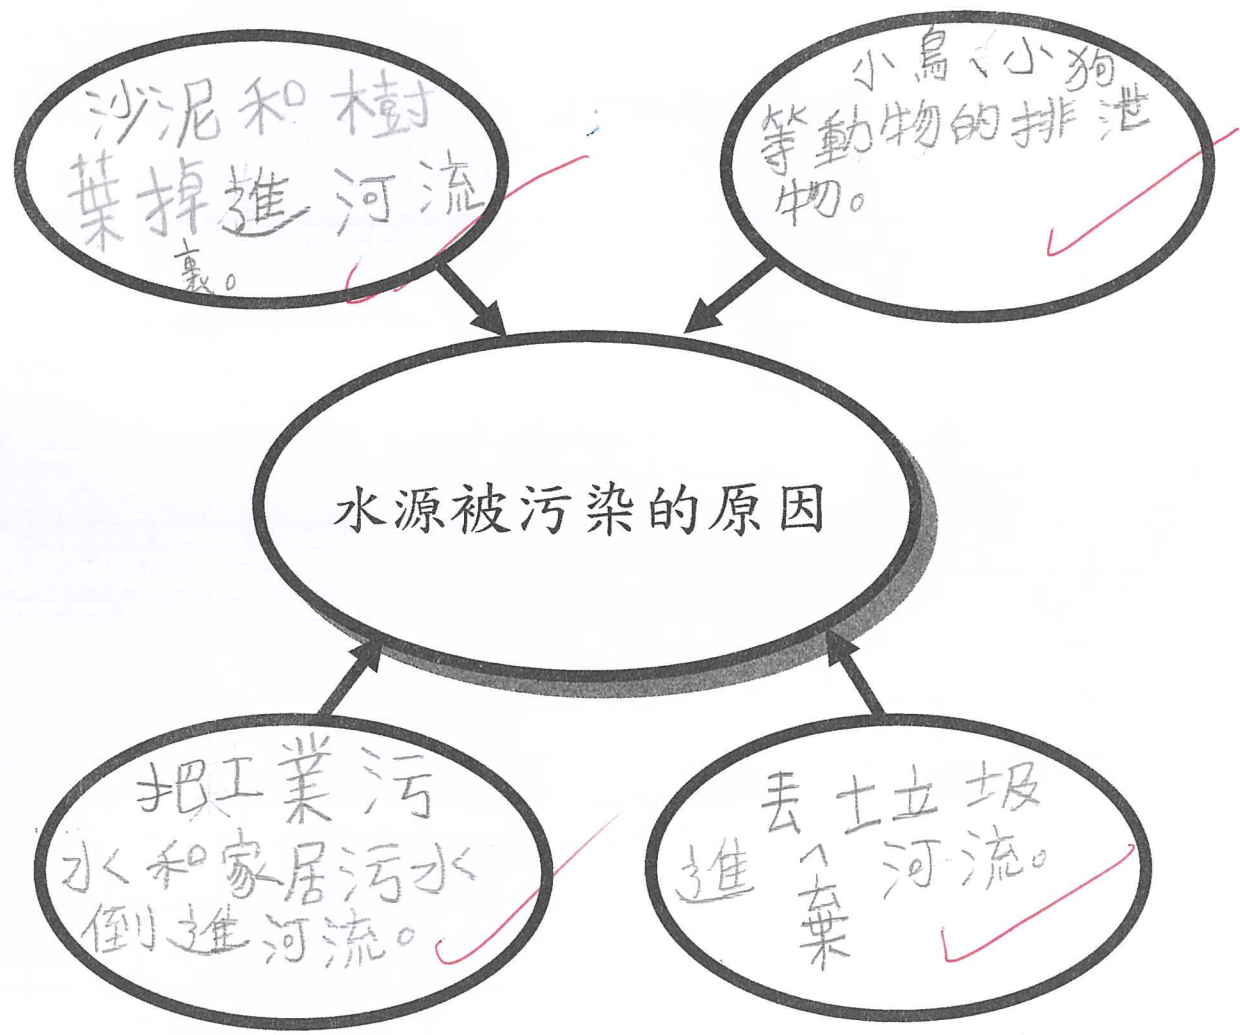 沙泥和樹
葉掉進河流
裏。
小鳥、小狗
等動物的排泄
物。
水源被污染的原因
把工業污
水和家居污水
倒進河流。
丟垃圾
進^河流。
棄